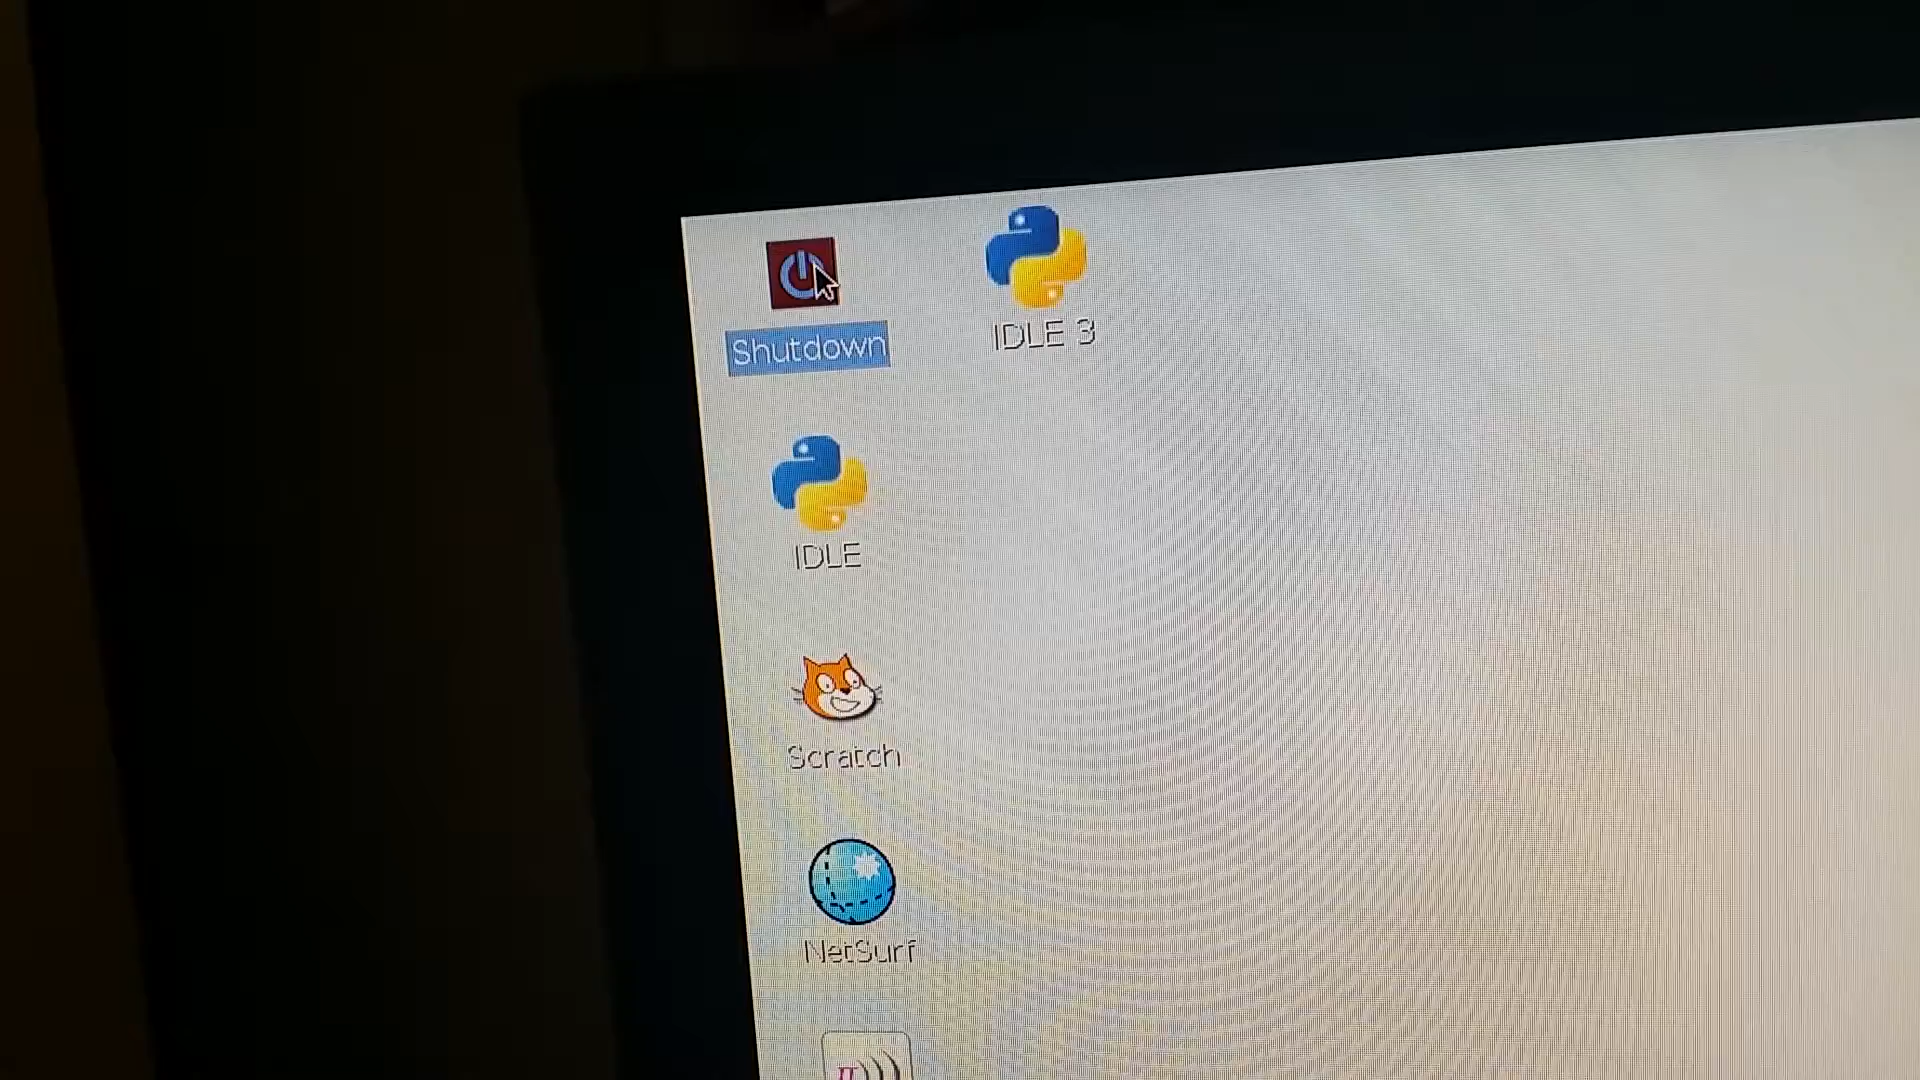 Shutdown
IDLE 3
IDLE
Scratch
NetSurf